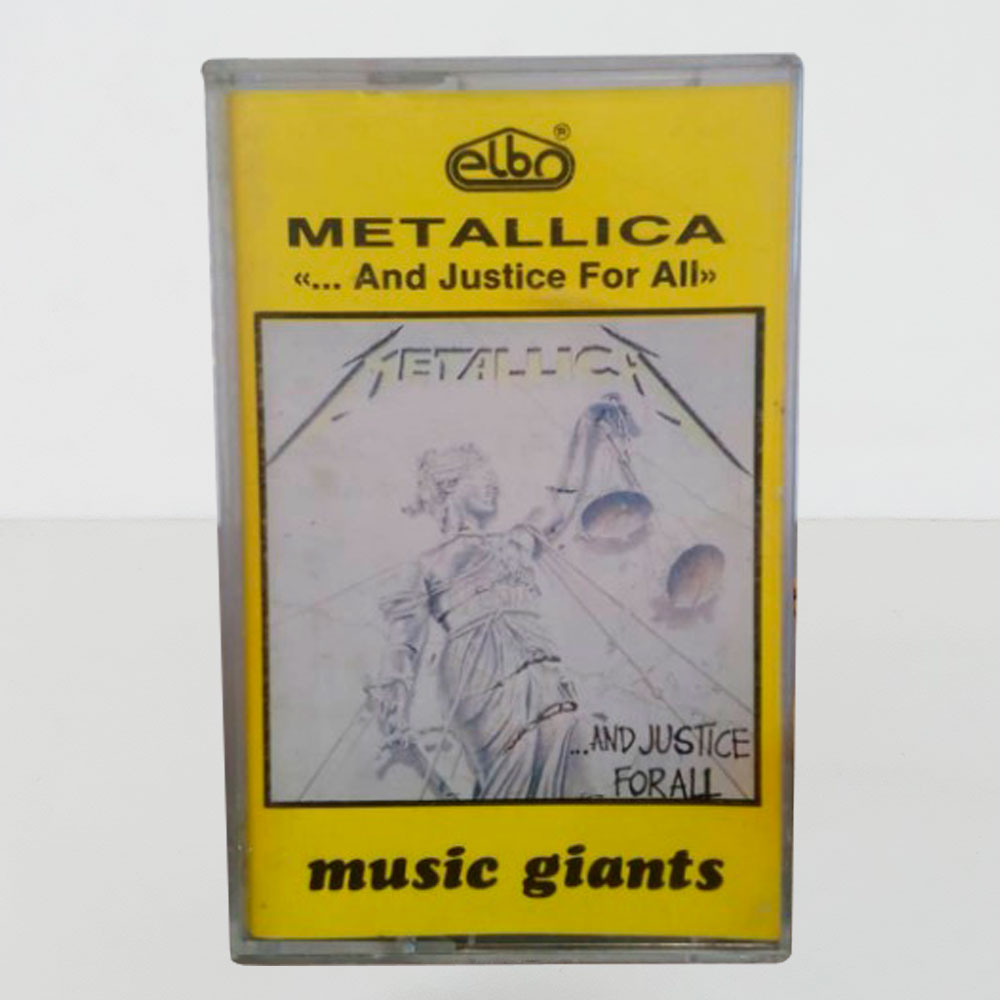 elbo®
METALLICA
«... And Justice For All»
METALLICA
...AND JUSTICE
FOR ALL
music giants